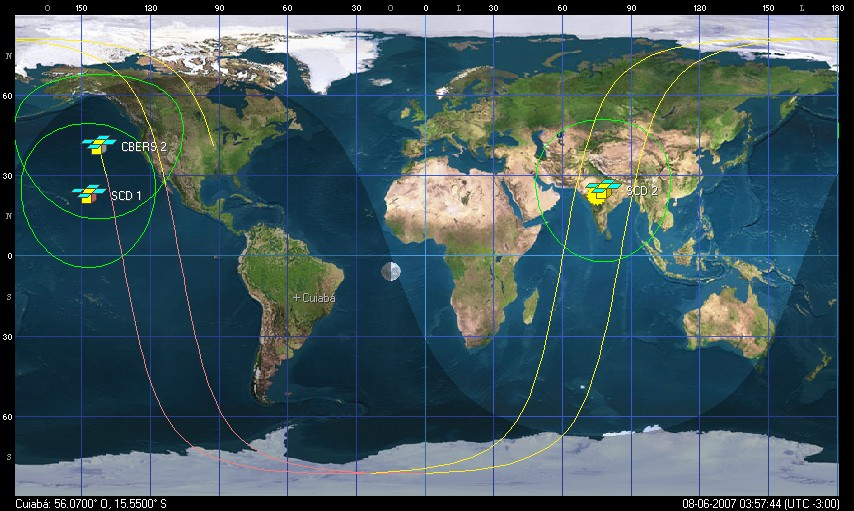 O 150 120 90 60 30 O 0 L 30 60 90 120 150 L 180
N
60
CBERS 2
30
SCD 1
SCD 2
N
0
S
+Cuiabá
30
60
S
Cuiabá: 56.0700° O, 15.5500° S
08-06-2007 03:57:44 (UTC -3:00)